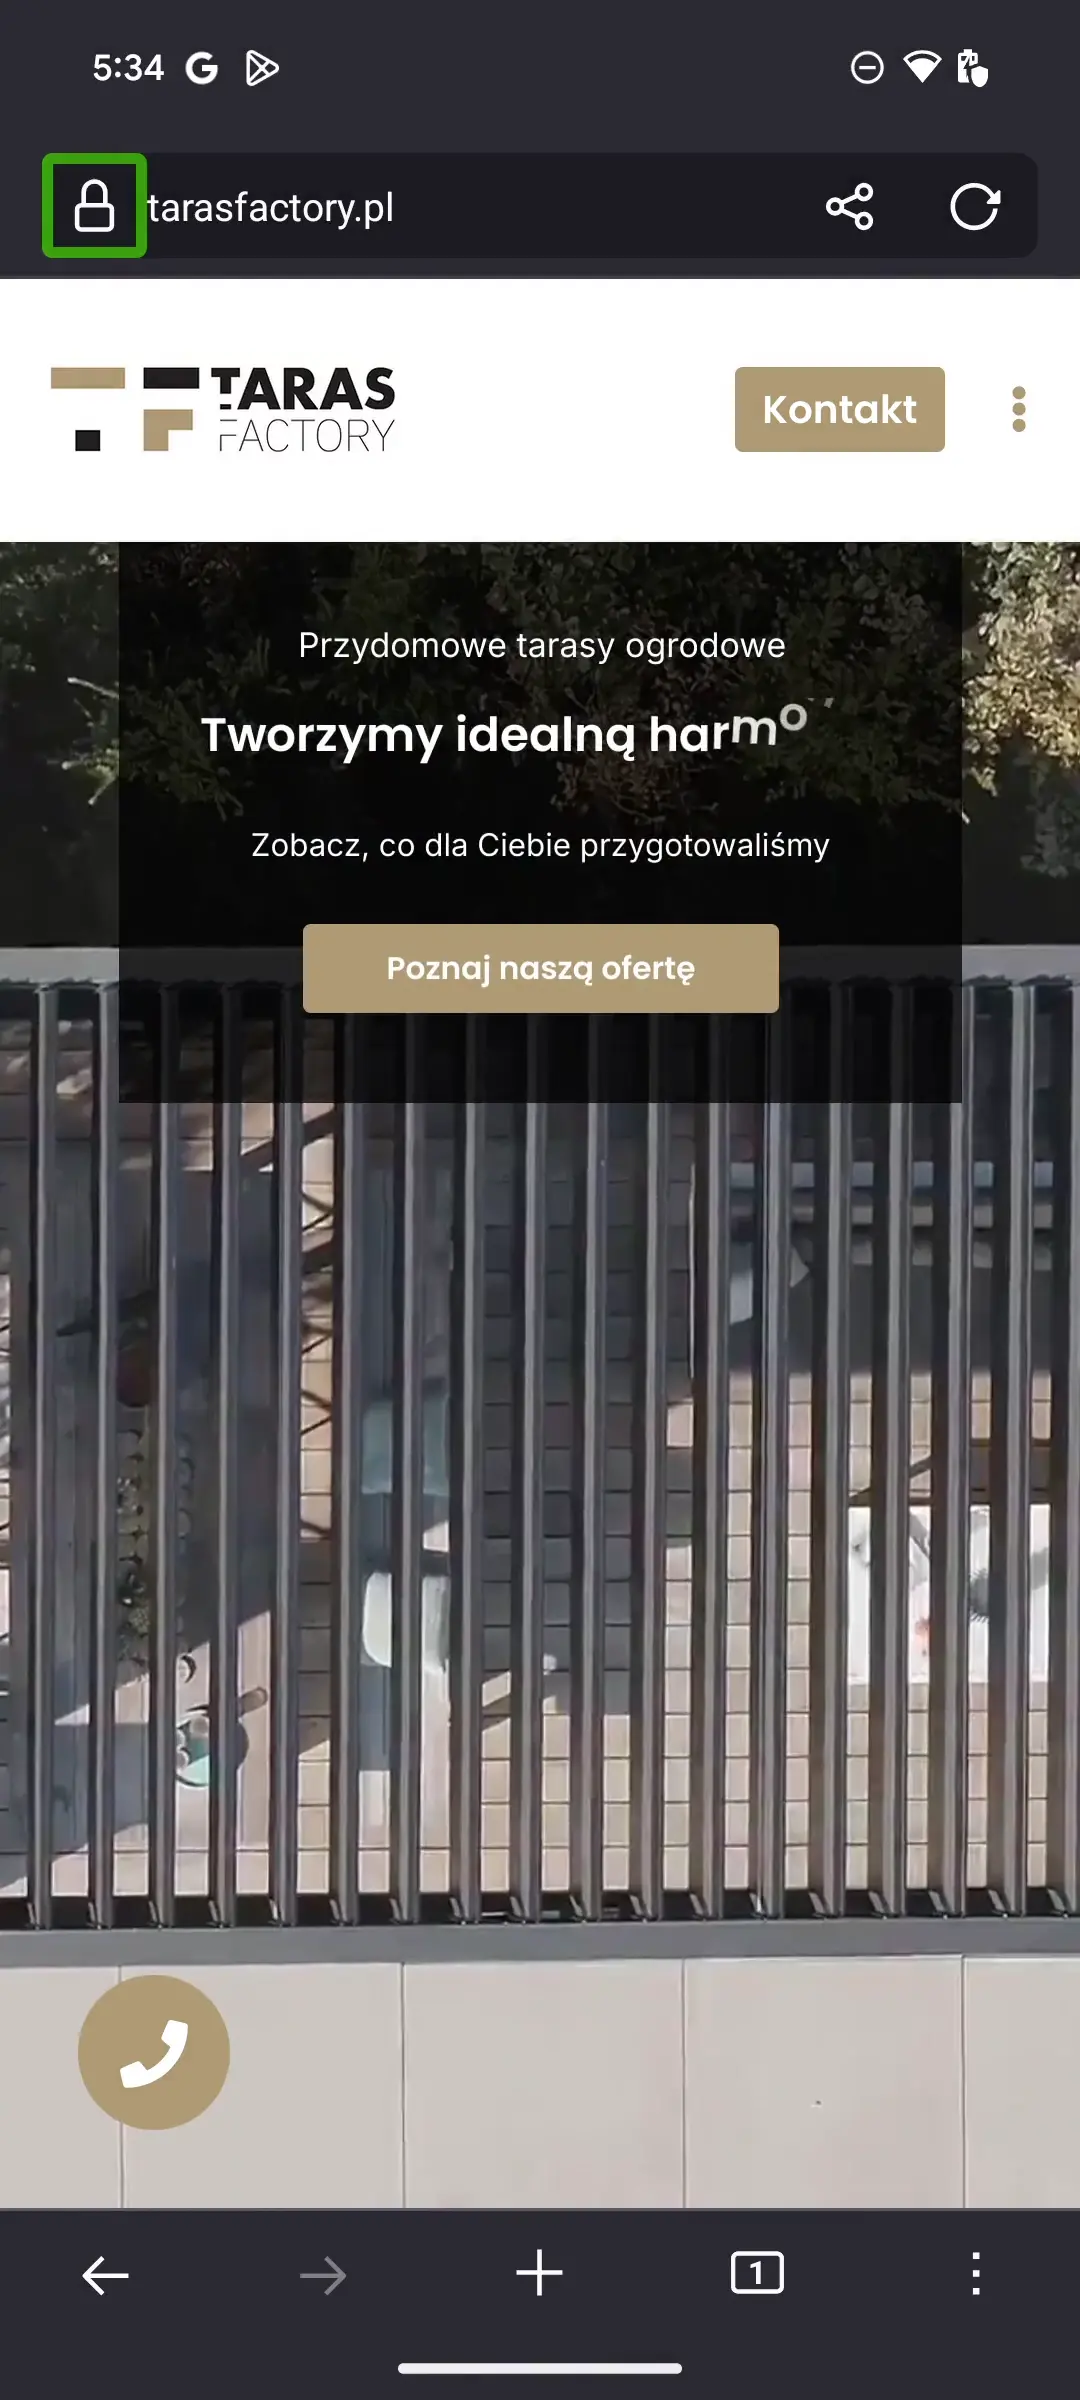 5:34
tarasfactory.pl
TARAS
FACTORY
Kontakt
Przydomowe tarasy ogrodowe
Tworzymy idealną harmo
Zobacz, co dla Ciebie przygotowaliśmy
Poznaj naszą ofertę
1